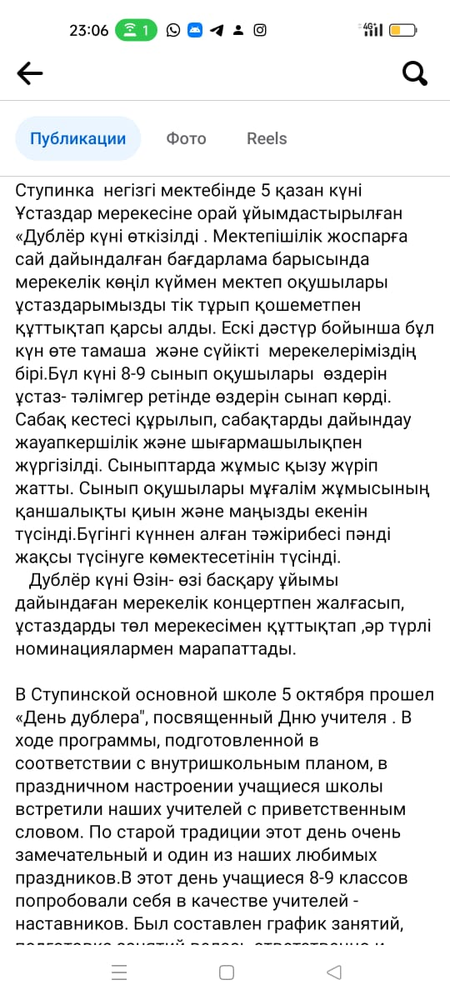 23:06
1
4G+
Публикации
Фото
Reels
Ступинка негізгі мектебінде 5 қазан күні
Ұстаздар мерекесіне орай ұйымдастырылған
«Дублёр күні өткізілді . Мектепішілік жоспарға
сай дайындалған бағдарлама барысында
мерекелік көңіл күймен мектеп оқушылары
ұстаздарымызды тік тұрып қошеметпен
құттықтап қарсы алды. Ескі дәстүр бойынша бұл
күн өте тамаша және сүйікті мерекелеріміздің
бірі.Бұл күні 8-9 сынып оқушылары өздерін
ұстаз- тәлімгер ретінде өздерін сынап көрді.
Сабақ кестесі құрылып, сабақтарды дайындау
жауапкершілік және шығармашылықпен
жүргізілді. Сыныптарда жұмыс қызу жүріп
жатты. Сынып оқушылары мұғалім жұмысының
қаншалықты қиын және маңызды екенін
түсінді.Бүгінгі күннен алған тәжірибесі пәнді
жақсы түсінуге көмектесетінін түсінді.
Дублёр күні Өзін- өзі басқару ұйымы
дайындаған мерекелік концертпен жалғасып,
ұстаздарды төл мерекесімен құттықтап ,әр түрлі
номинациялармен марапаттады.
В Ступинской основной школе 5 октября прошел
«День дублера", посвященный Дню учителя . В
ходе программы, подготовленной в
соответствии с внутришкольным планом, в
праздничном настроении учащиеся школы
встретили наших учителей с приветственным
словом. По старой традиции этот день очень
замечательный и один из наших любимых
праздников.В этот день учащиеся 8-9 классов
попробовали себя в качестве учителей -
наставников. Был составлен график занятий,